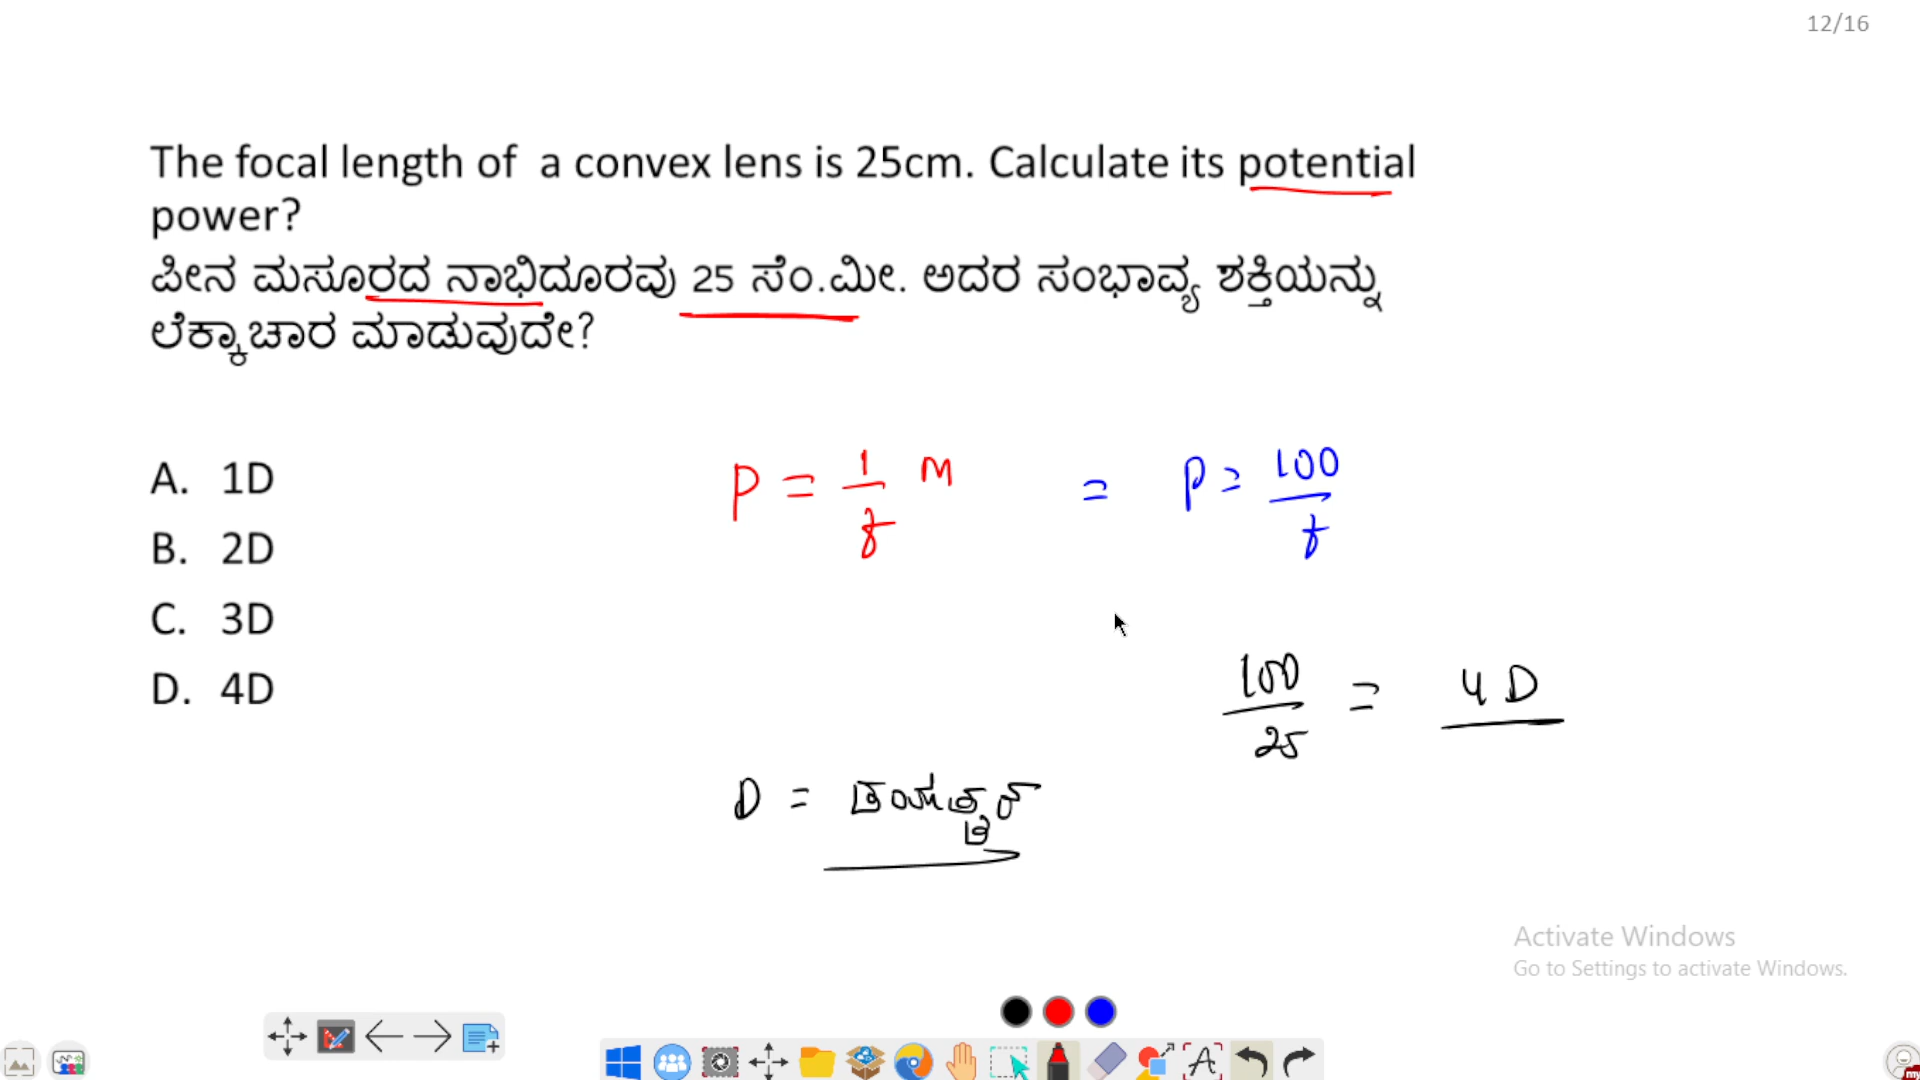 12/16
The focal length of a convex lens is 25cm. Calculate its potential
power?
ಪೀನ ಮಸೂರದ ನಾಭಿದೂರವು 25 ಸೆಂ.ಮೀ. ಅದರ ಸಂಭಾವ್ಯ ಶಕ್ತಿಯನ್ನು
ಲೆಕ್ಕಾಚಾರ ಮಾಡುವುದೇ?
A. 1D
B. 2D
C. 3D
D. 4D
P = 1/f M = P = 100/f
100/25 = 4D
D =
Activate Windows
Go to Settings to activate Windows.